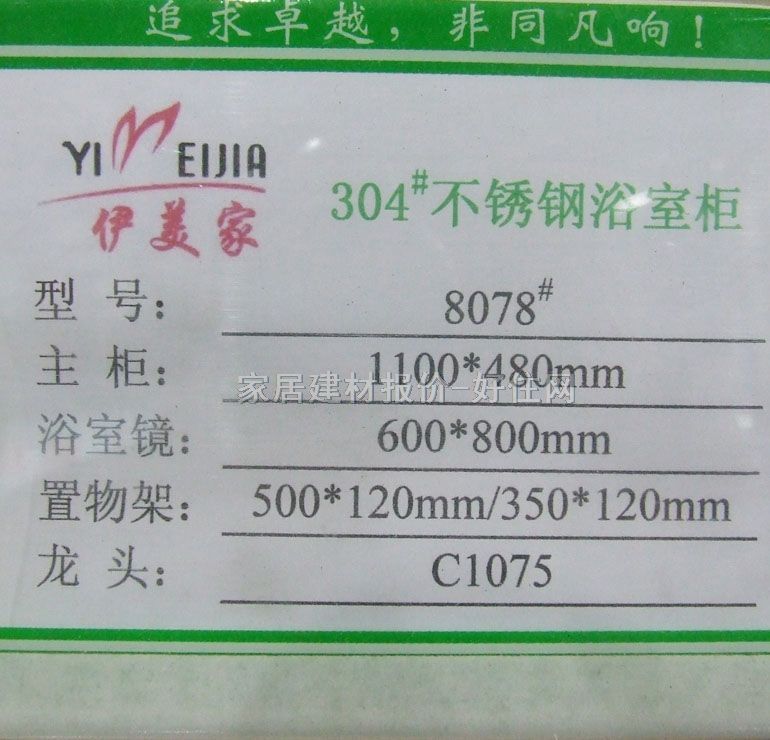 追求卓越，非同凡响！
YIMEIJIA
伊美家
304#不锈钢浴室柜
型号： 8078#
主柜： 1100*480mm
家居建材报价-好住网
浴室镜： 600*800mm
置物架： 500*120mm/350*120mm
龙头： C1075